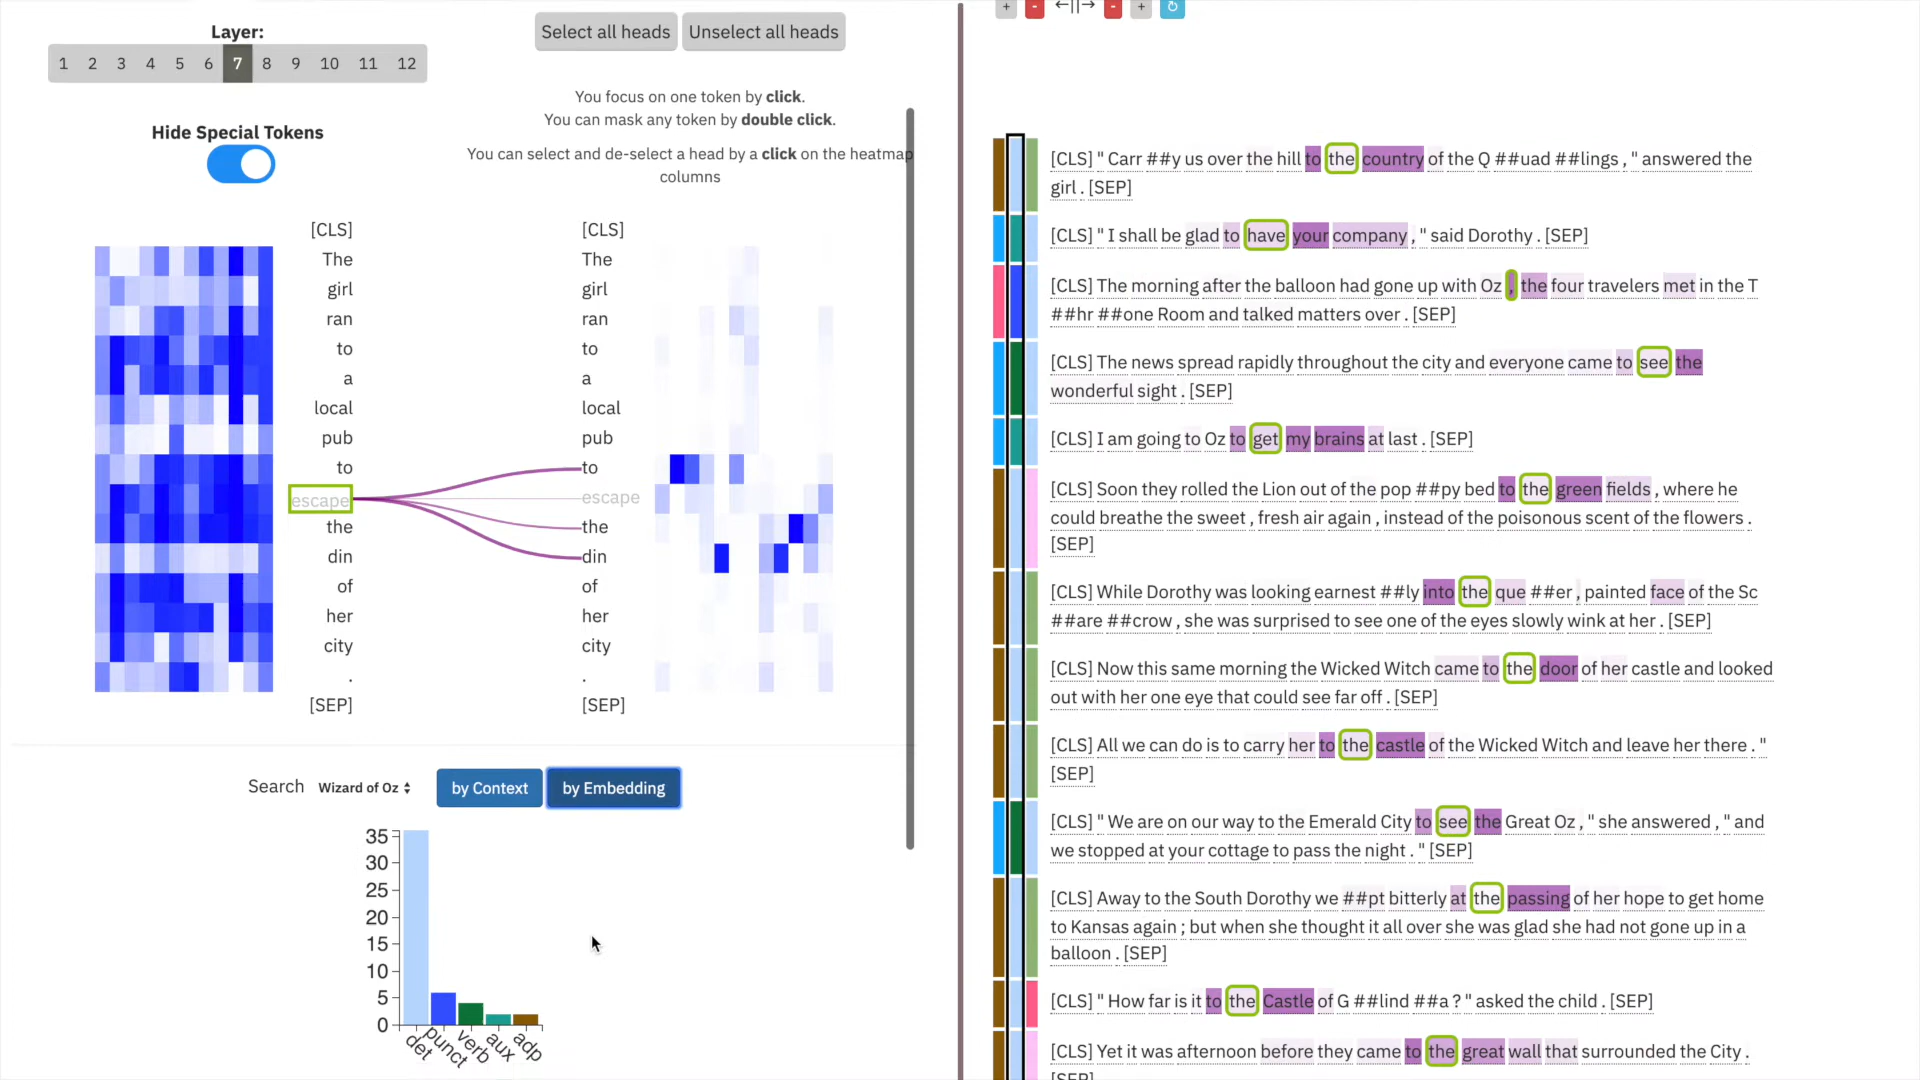 Layer:
1 2 3 4 5 6 7 8 9 10 11 12
Select all heads
Unselect all heads
You focus on one token by click.
You can mask any token by double click.
You can select and de-select a head by a click on the heatmap
columns
Hide Special Tokens
[CLS] [CLS]
The The
girl girl
ran ran
to to
a a
local local
pub pub
to to
escape escape
the the
din din
of of
her her
city city
. .
[SEP] [SEP]
Search Wizard of Oz by Context by Embedding
35
30
25
20
15
10
5
0
det punct verb aux adp
+ - ←||→ - + ↻
[CLS] " Carr ##y us over the hill to the country of the Q ##uad ##lings , " answered the
girl . [SEP]
[CLS] " I shall be glad to have your company , " said Dorothy . [SEP]
[CLS] The morning after the balloon had gone up with Oz , the four travelers met in the T
##hr ##one Room and talked matters over . [SEP]
[CLS] The news spread rapidly throughout the city and everyone came to see the
wonderful sight . [SEP]
[CLS] I am going to Oz to get my brains at last . [SEP]
[CLS] Soon they rolled the Lion out of the pop ##py bed to the green fields , where he
could breathe the sweet , fresh air again , instead of the poisonous scent of the flowers .
[SEP]
[CLS] While Dorothy was looking earnest ##ly into the que ##er , painted face of the Sc
##are ##crow , she was surprised to see one of the eyes slowly wink at her . [SEP]
[CLS] Now this same morning the Wicked Witch came to the door of her castle and looked
out with her one eye that could see far off . [SEP]
[CLS] All we can do is to carry her to the castle of the Wicked Witch and leave her there . "
[SEP]
[CLS] " We are on our way to the Emerald City to see the Great Oz , " she answered , " and
we stopped at your cottage to pass the night . " [SEP]
[CLS] Away to the South Dorothy we ##pt bitterly at the passing of her hope to get home
to Kansas again ; but when she thought it all over she was glad she had not gone up in a
balloon . [SEP]
[CLS] " How far is it to the Castle of G ##lind ##a ? " asked the child . [SEP]
[CLS] Yet it was afternoon before they came to the great wall that surrounded the City .
[SEP]